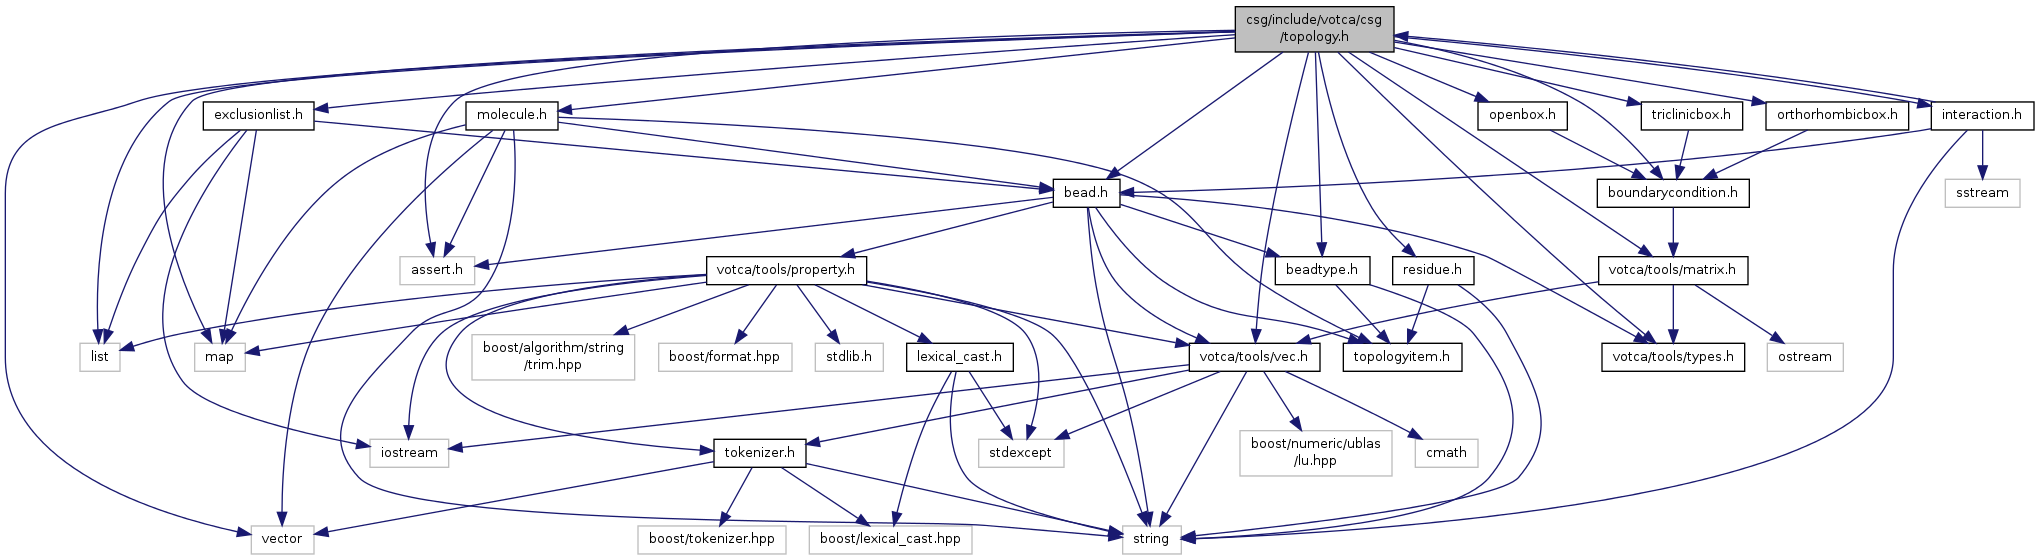 csg/include/votca/csg
/topology.h
exclusionlist.h
molecule.h
openbox.h
triclinicbox.h
orthorhombicbox.h
interaction.h
bead.h
boundarycondition.h
sstream
assert.h
votca/tools/property.h
beadtype.h
residue.h
votca/tools/matrix.h
list
map
boost/algorithm/string
/trim.hpp
boost/format.hpp
stdlib.h
lexical_cast.h
votca/tools/vec.h
topologyitem.h
votca/tools/types.h
ostream
iostream
tokenizer.h
stdexcept
boost/numeric/ublas
/lu.hpp
cmath
vector
boost/tokenizer.hpp
boost/lexical_cast.hpp
string